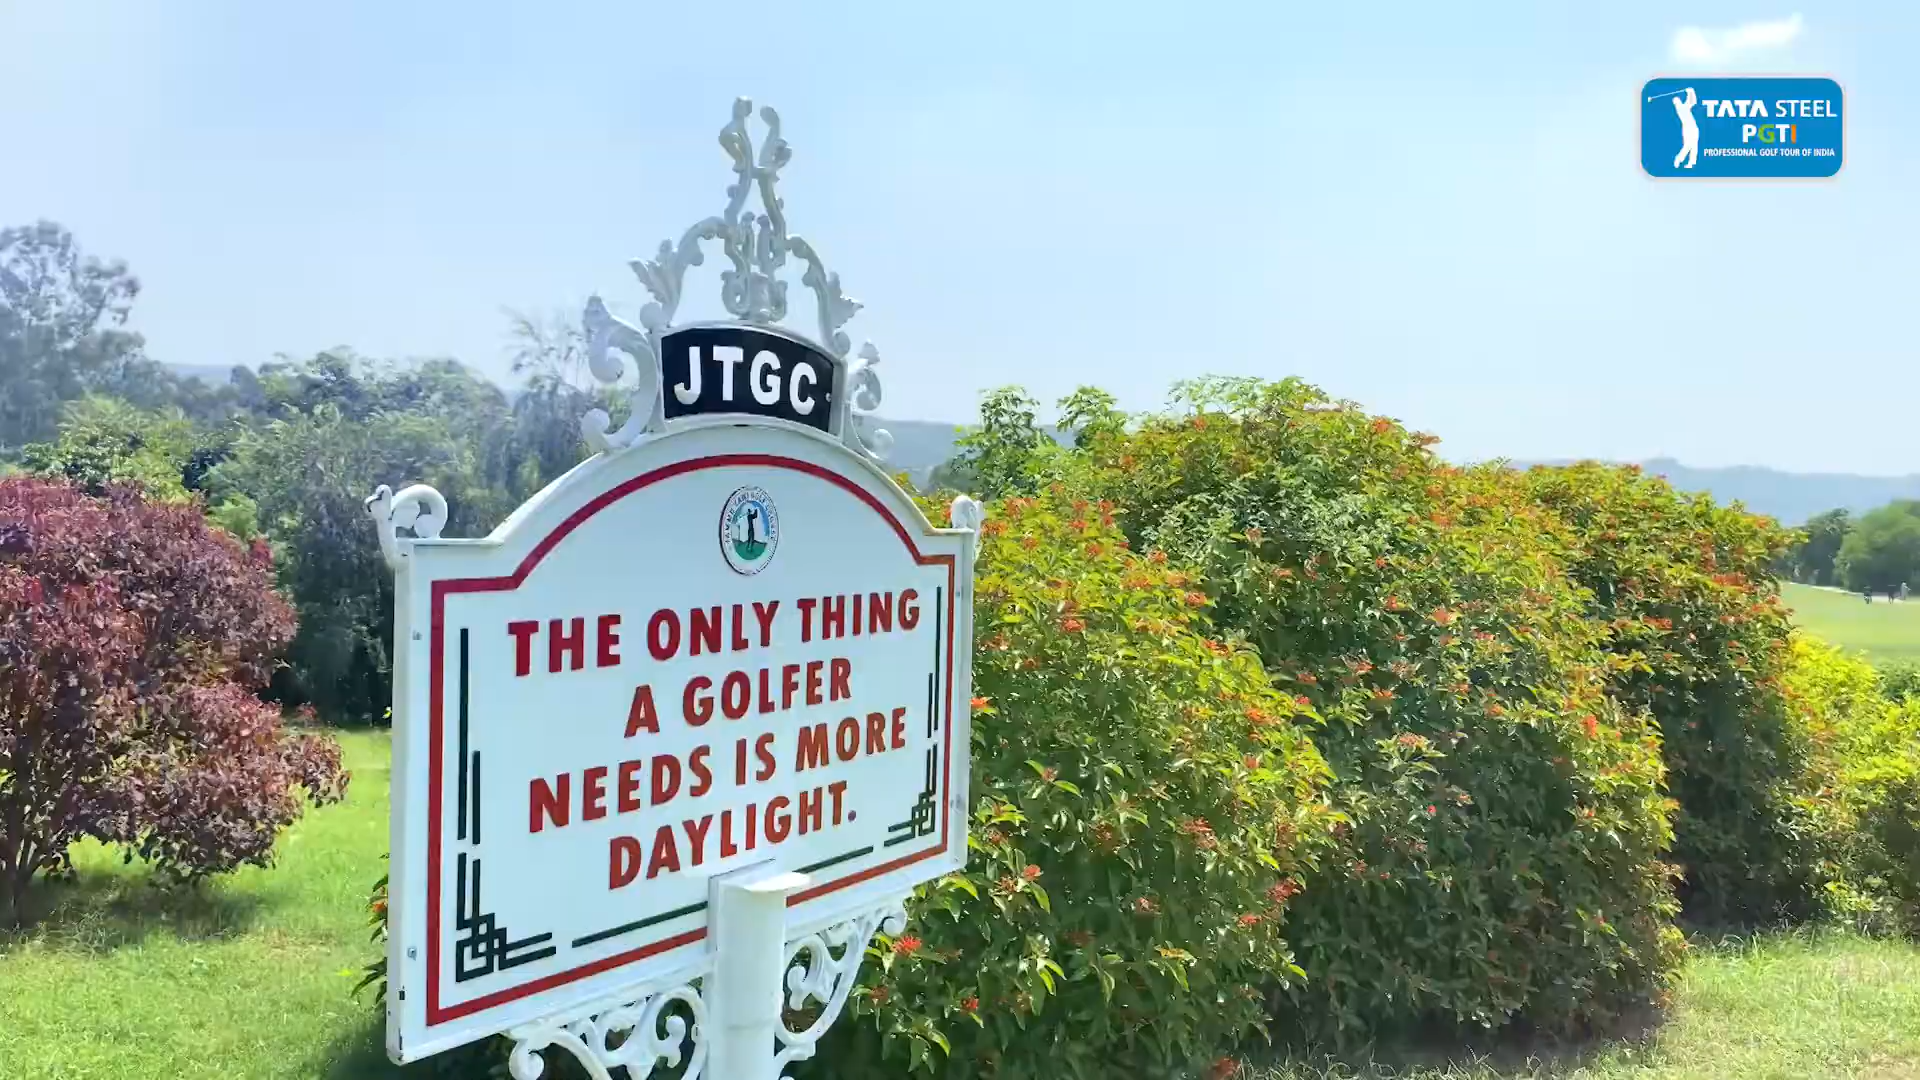 TATA STEEL
PGTI
PROFESSIONAL GOLF TOUR OF INDIA
JTGC
THE ONLY THING
A GOLFER
NEEDS IS MORE
DAYLIGHT.